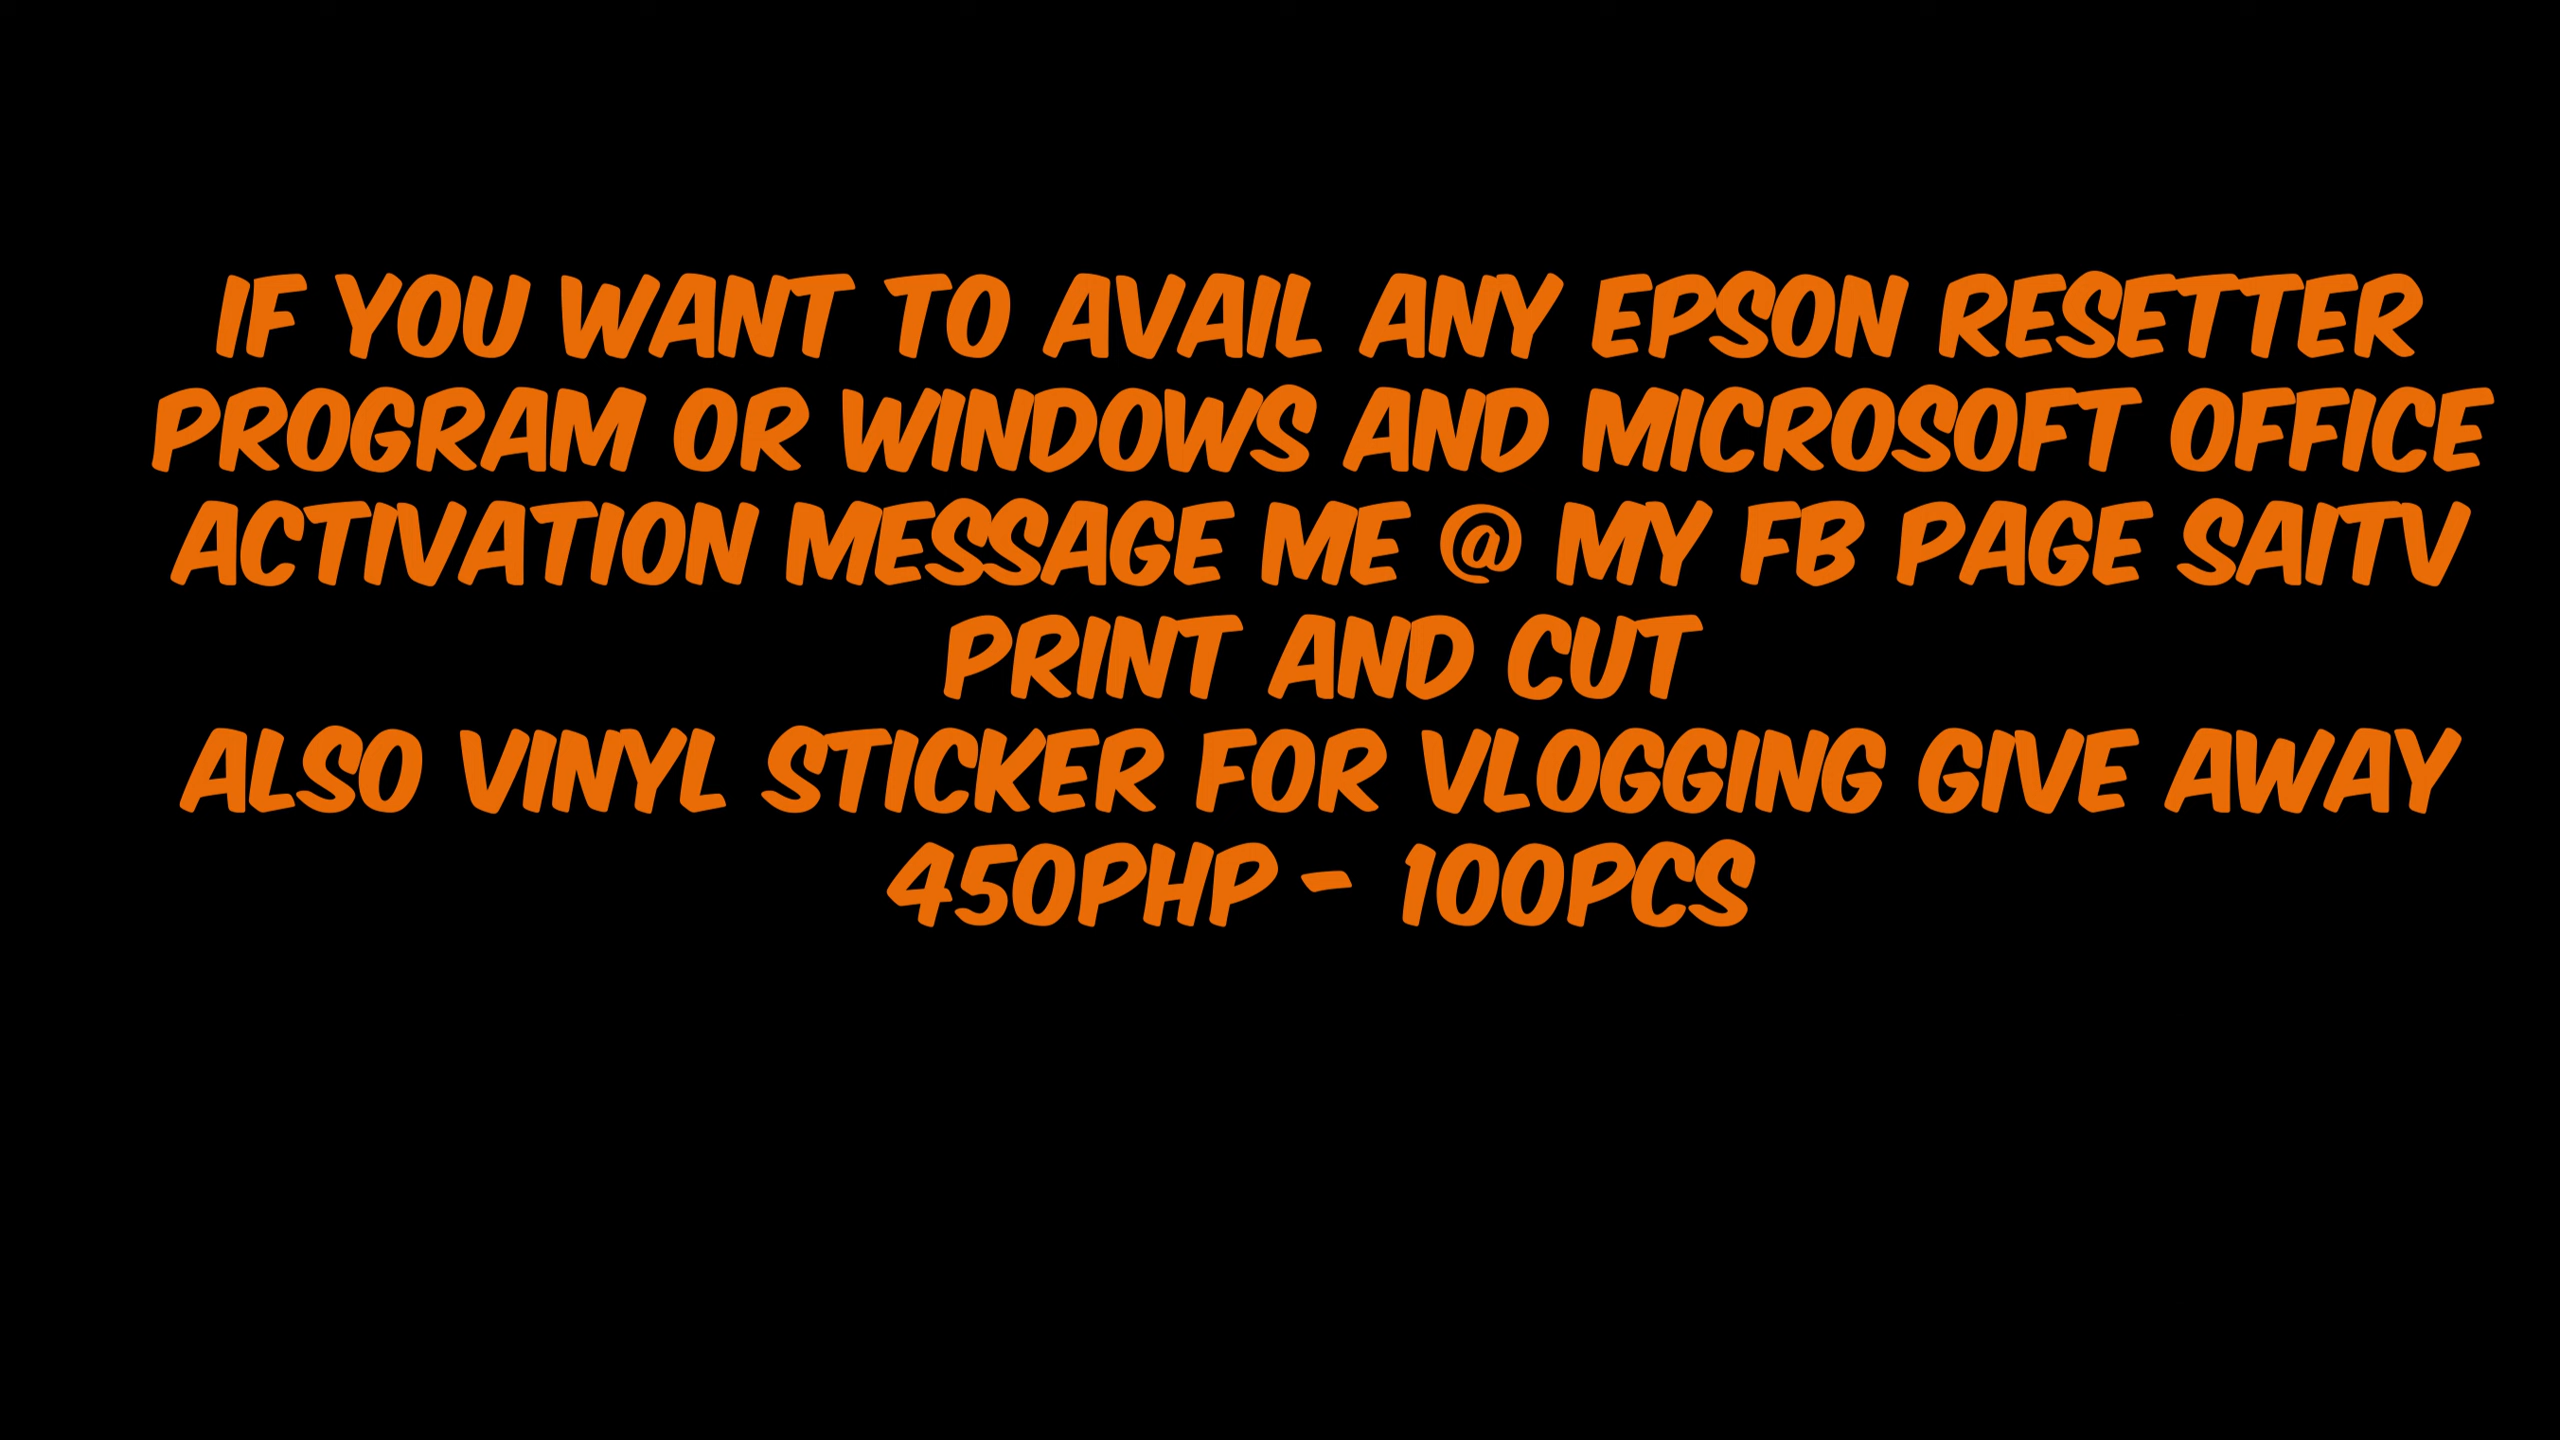 IF YOU WANT TO AVAIL ANY EPSON RESETTER
PROGRAM OR WINDOWS AND MICROSOFT OFFICE
ACTIVATION MESSAGE ME @ MY FB PAGE SAITV
PRINT AND CUT
ALSO VINYL STICKER FOR VLOGGING GIVE AWAY
450PHP - 100PCS